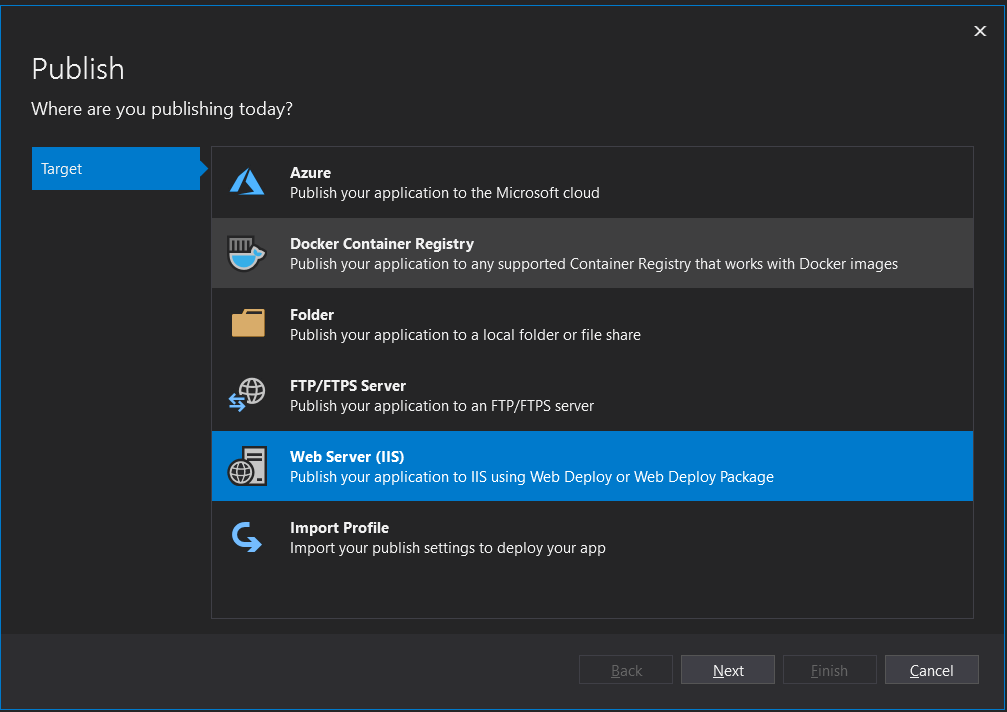 Publish
Where are you publishing today?
Target
Azure
Publish your application to the Microsoft cloud
Docker Container Registry
Publish your application to any supported Container Registry that works with Docker images
Folder
Publish your application to a local folder or file share
FTP/FTPS Server
Publish your application to an FTP/FTPS server
Web Server (IIS)
Publish your application to IIS using Web Deploy or Web Deploy Package
Import Profile
Import your publish settings to deploy your app
Back
Next
Finish
Cancel